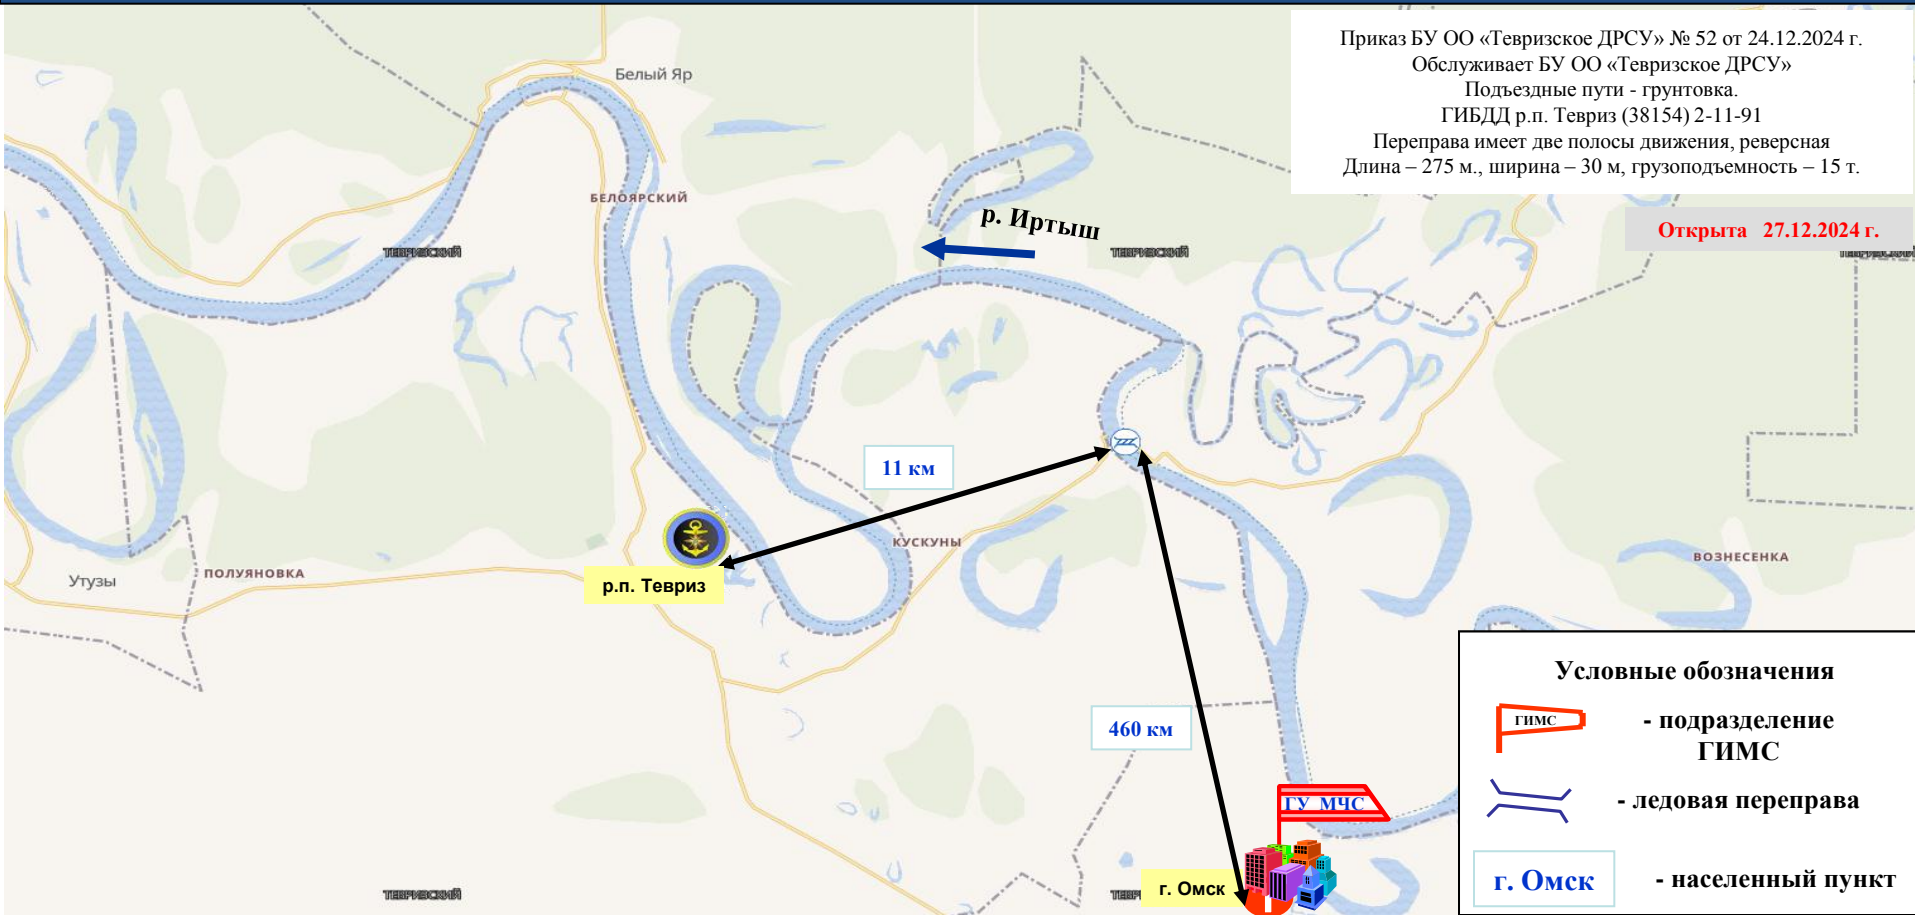 Приказ БУ ОО «Тевризское ДРСУ» № 52 от 24.12.2024 г.
Обслуживает БУ ОО «Тевризское ДРСУ»
Подъездные пути - грунтовка.
ГИБДД р.п. Тевриз (38154) 2-11-91
Переправа имеет две полосы движения, реверсная
Длина – 275 м., ширина – 30 м, грузоподъемность – 15 т.
Открыта 27.12.2024 г.
Белый Яр
БЕЛОЯРСКИЙ
р. Иртыш
ТЕВРИЗСКИЙ
ТЕВРИЗСКИЙ
ТЕВРИЗСКИЙ
11 км
КУСКУНЫ
ВОЗНЕСЕНКА
Утузы
ПОЛУЯНОВКА
р.п. Тевриз
460 км
ГУ МЧС
г. Омск
ТЕВРИЗСКИЙ
ТЕВР
Условные обозначения
ГИМС
- подразделение
ГИМС
- ледовая переправа
г. Омск
- населенный пункт